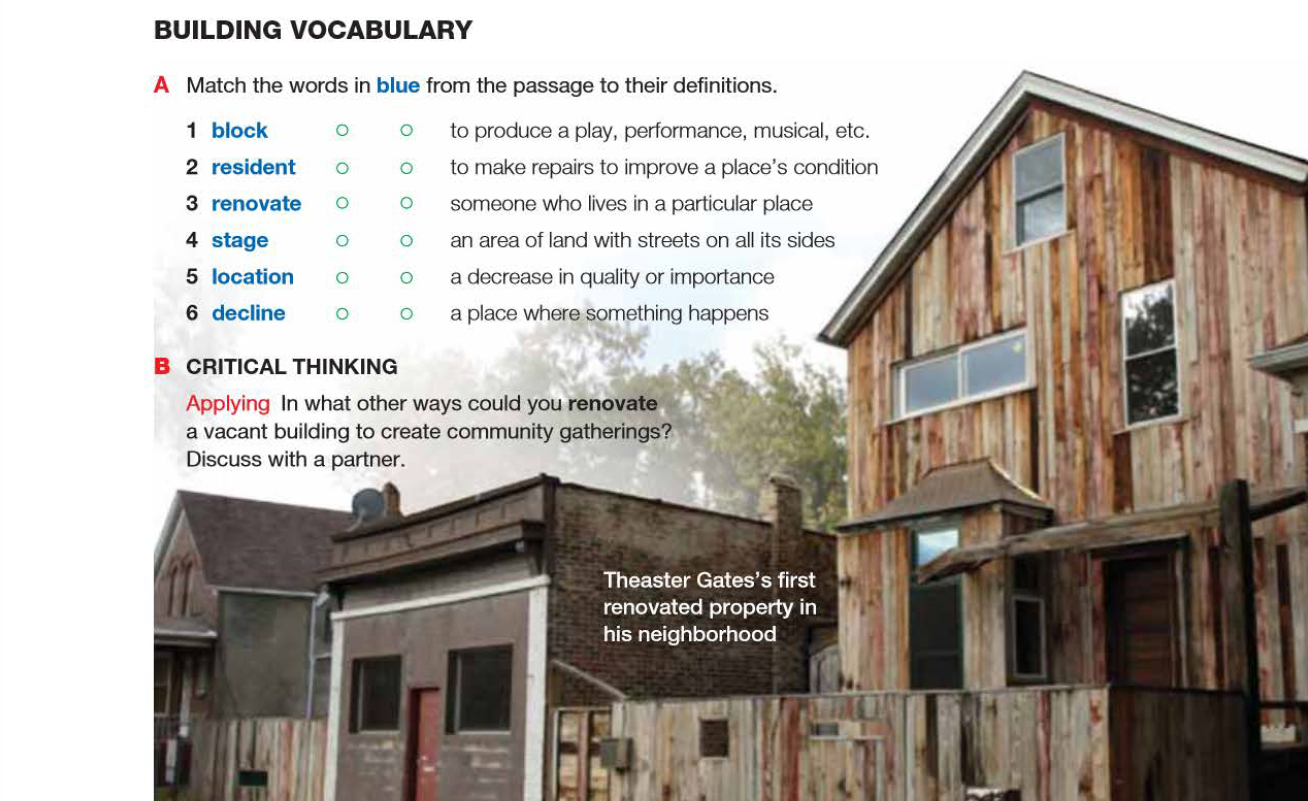 BUILDING VOCABULARY
A Match the words in blue from the passage to their definitions.
1 block to produce a play, performance, musical, etc.
2 resident to make repairs to improve a place's condition
3 renovate someone who lives in a particular place
4 stage an area of land with streets on all its sides
5 location a decrease in quality or importance
6 decline a place where something happens
B CRITICAL THINKING
Applying In what other ways could you renovate
a vacant building to create community gatherings?
Discuss with a partner.
Theaster Gates's first
renovated property in
his neighborhood